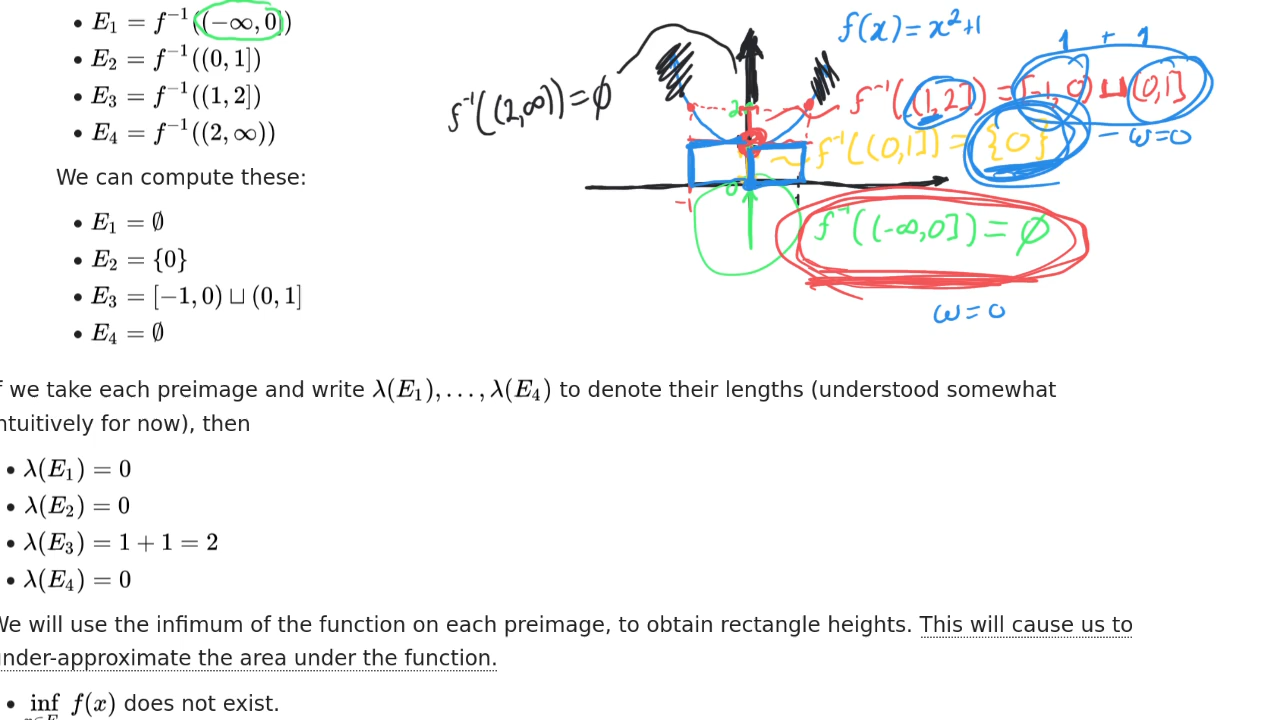 • E₁ = f⁻¹((−∞, 0])
• E₂ = f⁻¹((0, 1])
• E₃ = f⁻¹((1, 2])
• E₄ = f⁻¹((2, ∞))
We can compute these:
• E₁ = ∅
• E₂ = {0}
• E₃ = [−1, 0) ⊔ (0, 1]
• E₄ = ∅
f(x) = x²+1
1 + 1
f⁻¹((1,2]) = [-1,0) ⊔ (0,1]
f⁻¹((2,∞)) = ∅
2
~ f⁻¹((0,1]) = {0} – ω=0
0
-1 1
f⁻¹((-∞,0]) = ∅
ω=0
f we take each preimage and write λ(E₁), . . . , λ(E₄) to denote their lengths (understood somewhat
ntuitively for now), then
• λ(E₁) = 0
• λ(E₂) = 0
• λ(E₃) = 1 + 1 = 2
• λ(E₄) = 0
We will use the infimum of the function on each preimage, to obtain rectangle heights. This will cause us to
under-approximate the area under the function.
• inf f(x) does not exist.